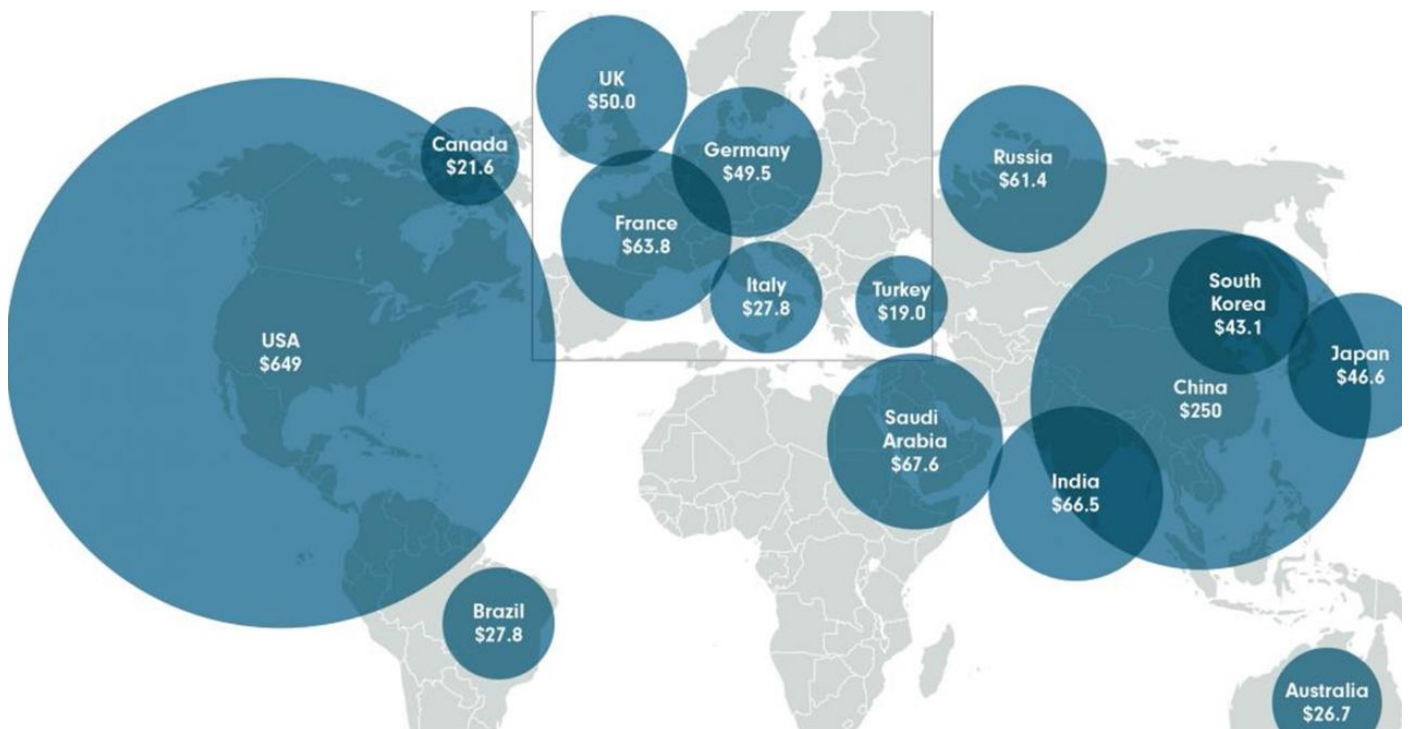 UK
$50.0
Canada
$21.6
Germany
$49.5
Russia
$61.4
France
$63.8
Italy
$27.8
Turkey
$19.0
South
Korea
$43.1
USA
$649
Japan
$46.6
China
$250
Saudi
Arabia
$67.6
India
$66.5
Brazil
$27.8
Australia
$26.7